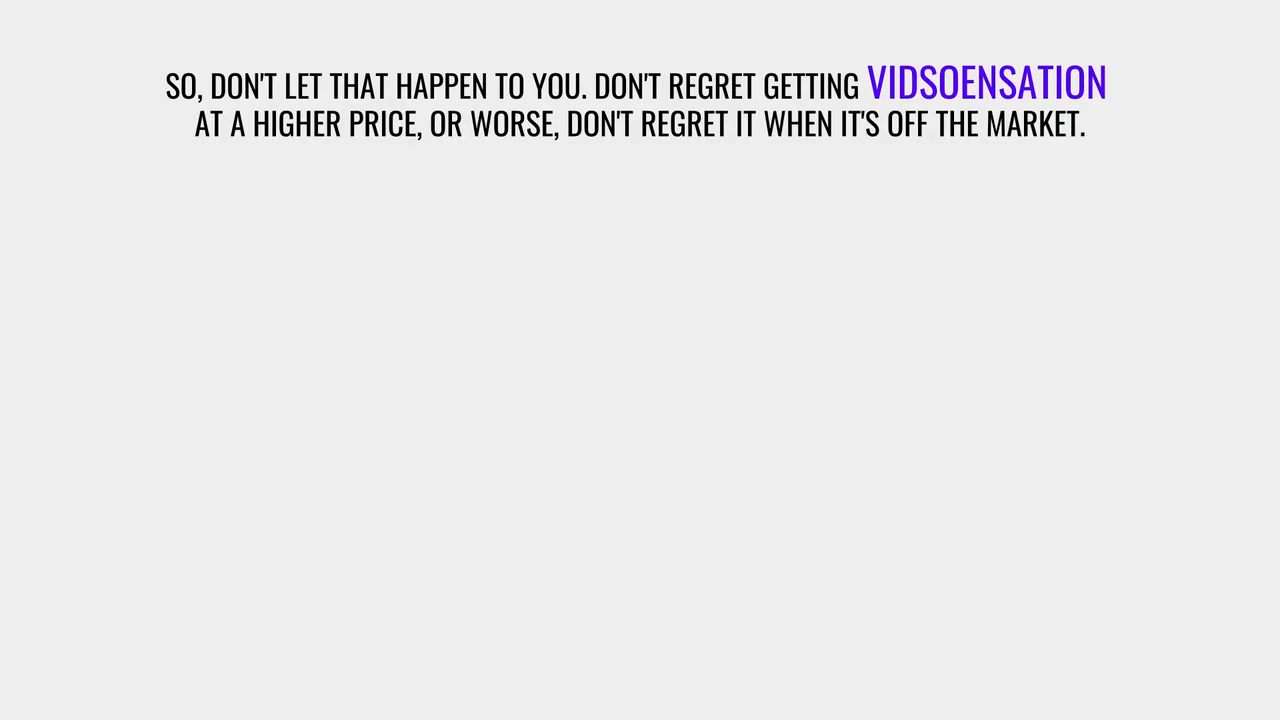 SO, DON'T LET THAT HAPPEN TO YOU. DON'T REGRET GETTING VIDSOENSATION
AT A HIGHER PRICE, OR WORSE, DON'T REGRET IT WHEN IT'S OFF THE MARKET.